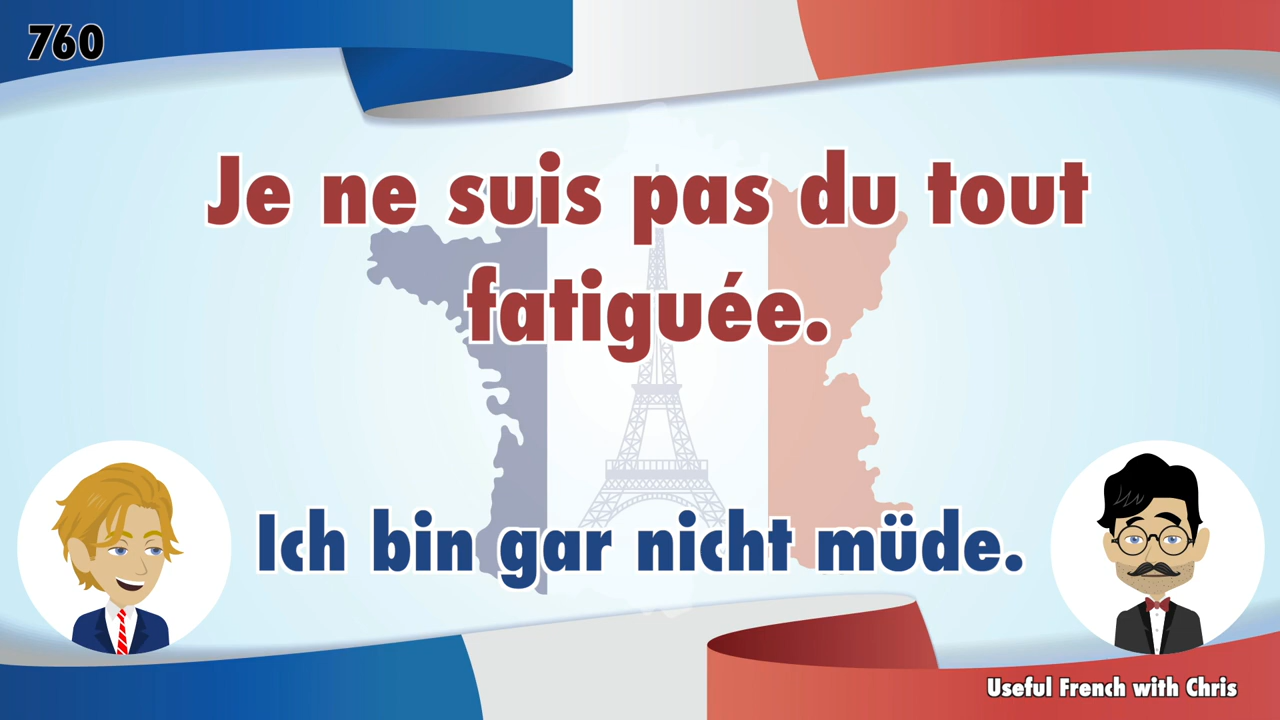 760
Je ne suis pas du tout
fatiguée.
Ich bin gar nicht müde.
Useful French with Chris